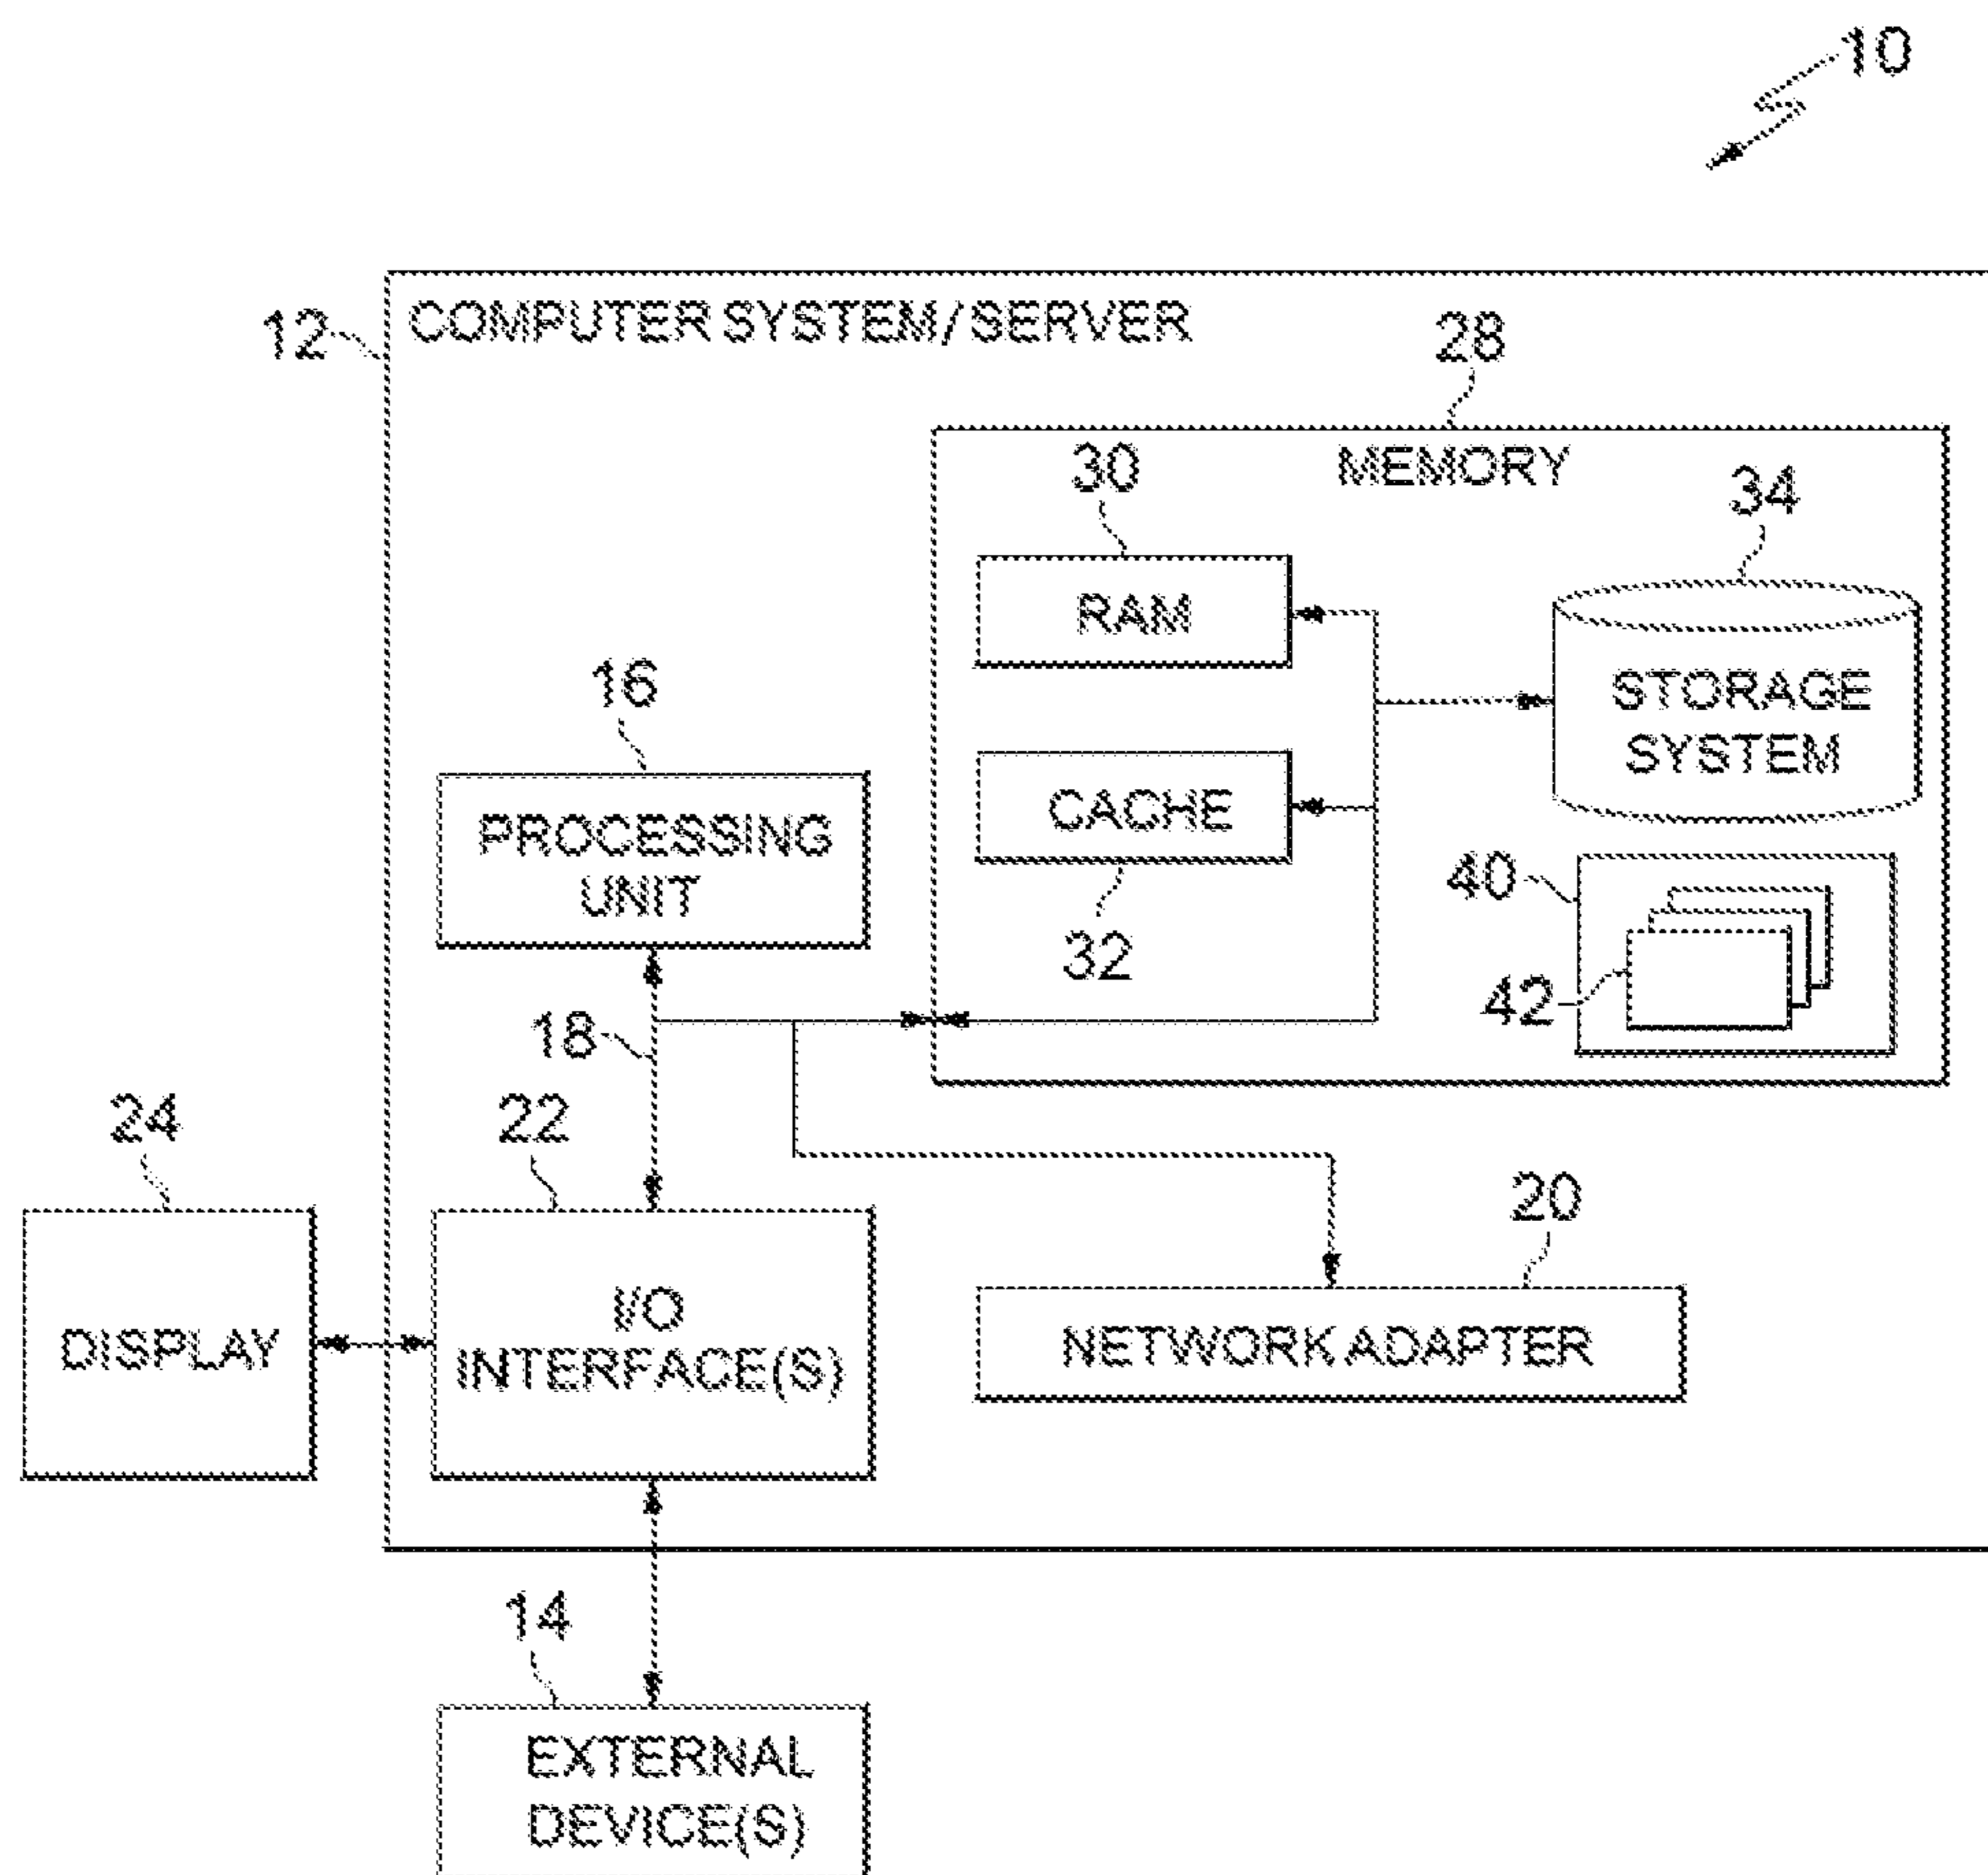 10
12
COMPUTER SYSTEM / SERVER
28
MEMORY
30
34
RAM
STORAGE
SYSTEM
16
PROCESSING
UNIT
CACHE
32
40
42
18
24
22
20
DISPLAY
I/O
INTERFACE(S)
NETWORK ADAPTER
14
EXTERNAL
DEVICE(S)